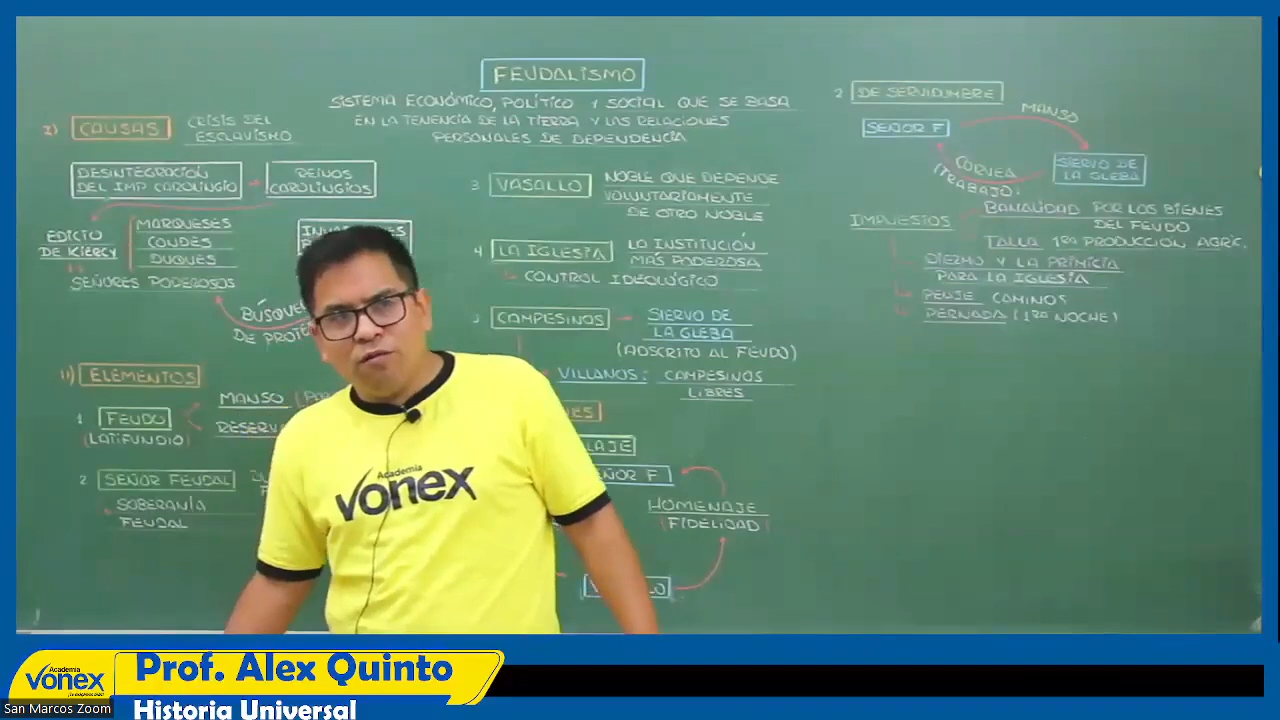 FEUDALISMO
SISTEMA ECONÓMICO, POLÍTICO Y SOCIAL QUE SE BASA
EN LA TENENCIA DE LA TIERRA Y LAS RELACIONES
PERSONALES DE DEPENDENCIA
I) CAUSAS
CRISIS DEL
ESCLAVISMO
DESINTEGRACIÓN
DEL IMP CAROLINGIO
REINOS
CAROLINGIOS
EDICTO
DE KIERCY
MARQUESES
CONDES
DUQUES
SEÑORES PODEROSOS
II) ELEMENTOS
1 FEUDO
(LATIFUNDIO)
MANSO
2 SEÑOR FEUDAL
SOBERANÍA
FEUDAL
3 VASALLO
NOBLE QUE DEPENDE
VOLUNTARIAMENTE
DE OTRO NOBLE
4 LA IGLESIA
LA INSTITUCIÓN
MÁS PODEROSA
CONTROL IDEOLÓGICO
CAMPESINOS
SIERVO DE
LA GLEBA
(ADSCRITO AL FEUDO)
VILLANOS: CAMPESINOS
LIBRES
HOMENAJE
(FIDELIDAD)
2 DE SERVIDUMBRE
SEÑOR F
MANSO
SIERVO DE
LA GLEBA
CORVEA
(TRABAJO)
IMPUESTOS
BANALIDAD POR LOS BIENES
DEL FEUDO
TALLA 1RA PRODUCCIÓN AGRIC.
DIEZMO Y LA PRIMICIA
PARA LA IGLESIA
PEAJE CAMINOS
PERNADA (1RA NOCHE)
Academia
vonex
Academia
vonex
Prof. Alex Quinto
Historia Universal
San Marcos Zoom